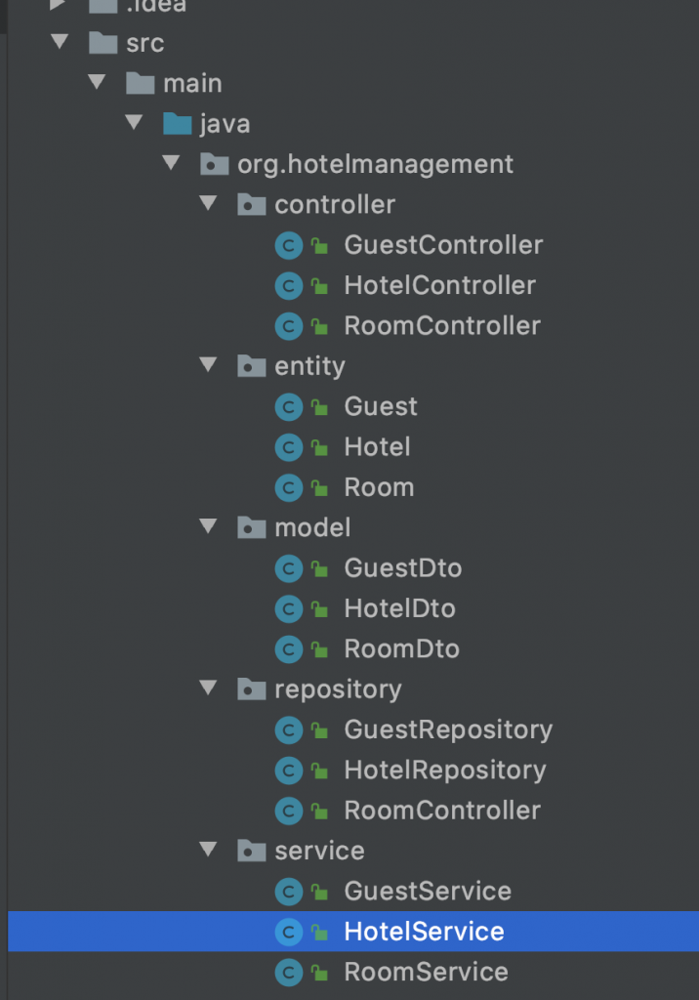 .idea
src
main
java
org.hotelmanagement
controller
C GuestController
C HotelController
C RoomController
entity
C Guest
C Hotel
C Room
model
C GuestDto
C HotelDto
C RoomDto
repository
C GuestRepository
C HotelRepository
C RoomController
service
C GuestService
C HotelService
C RoomService